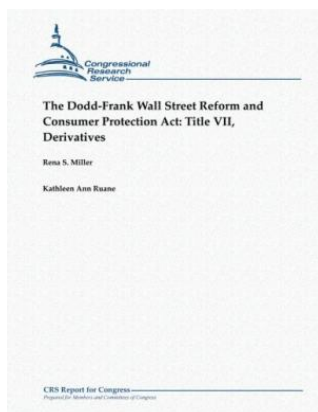 Congressional
Research
Service
The Dodd-Frank Wall Street Reform and
Consumer Protection Act: Title VII,
Derivatives
Rena S. Miller
Kathleen Ann Ruane
CRS Report for Congress
Prepared for Members and Committees of Congress